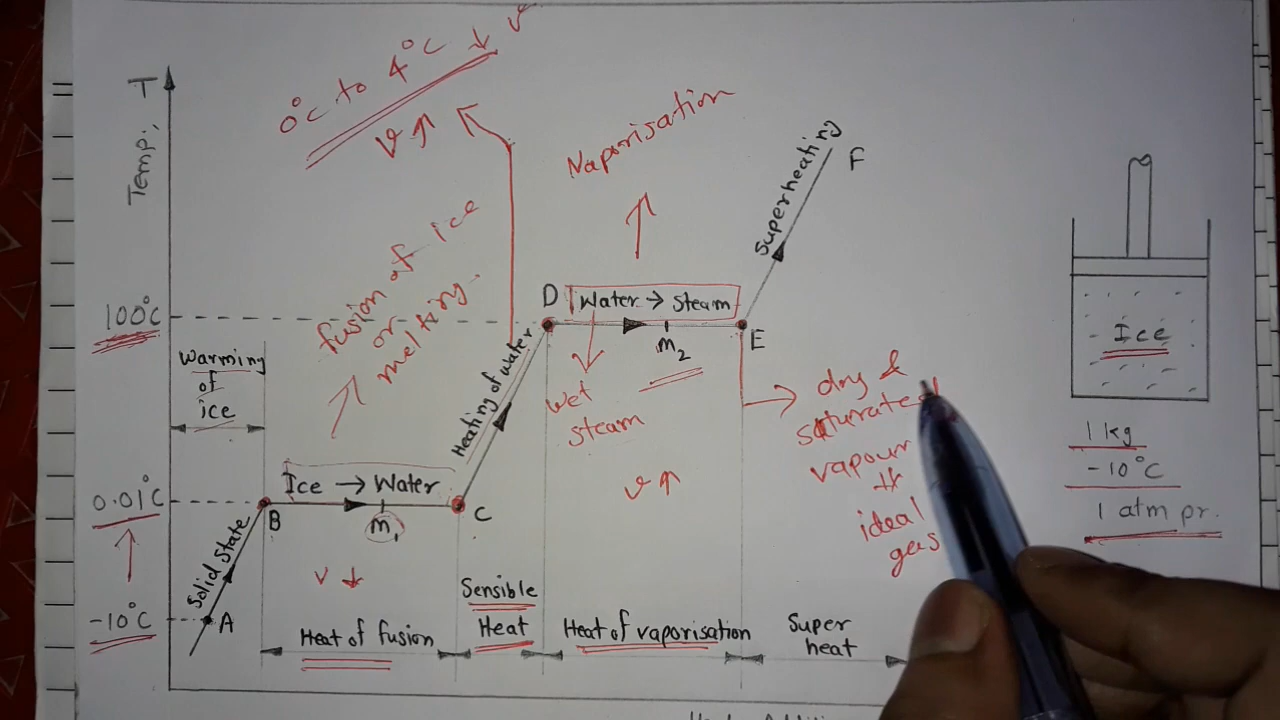 0°C to 4°C ↓ v
v↑
Temp., T
Vaporisation
Superheating
F
fusion of ice
or
melting.
100°C
D
Water → Steam
m2
E
Wet
steam
Heating of water
Warming
of
ice
dry &
saturated
vapour
≠
ideal
gas
Ice
1 kg
-10°C
1 atm pr.
v↑
Ice → Water
0.01°C
B
m1
C
Solid State
v↓
-10°C
A
Heat of fusion
Sensible
Heat
Heat of vaporisation
Super
heat